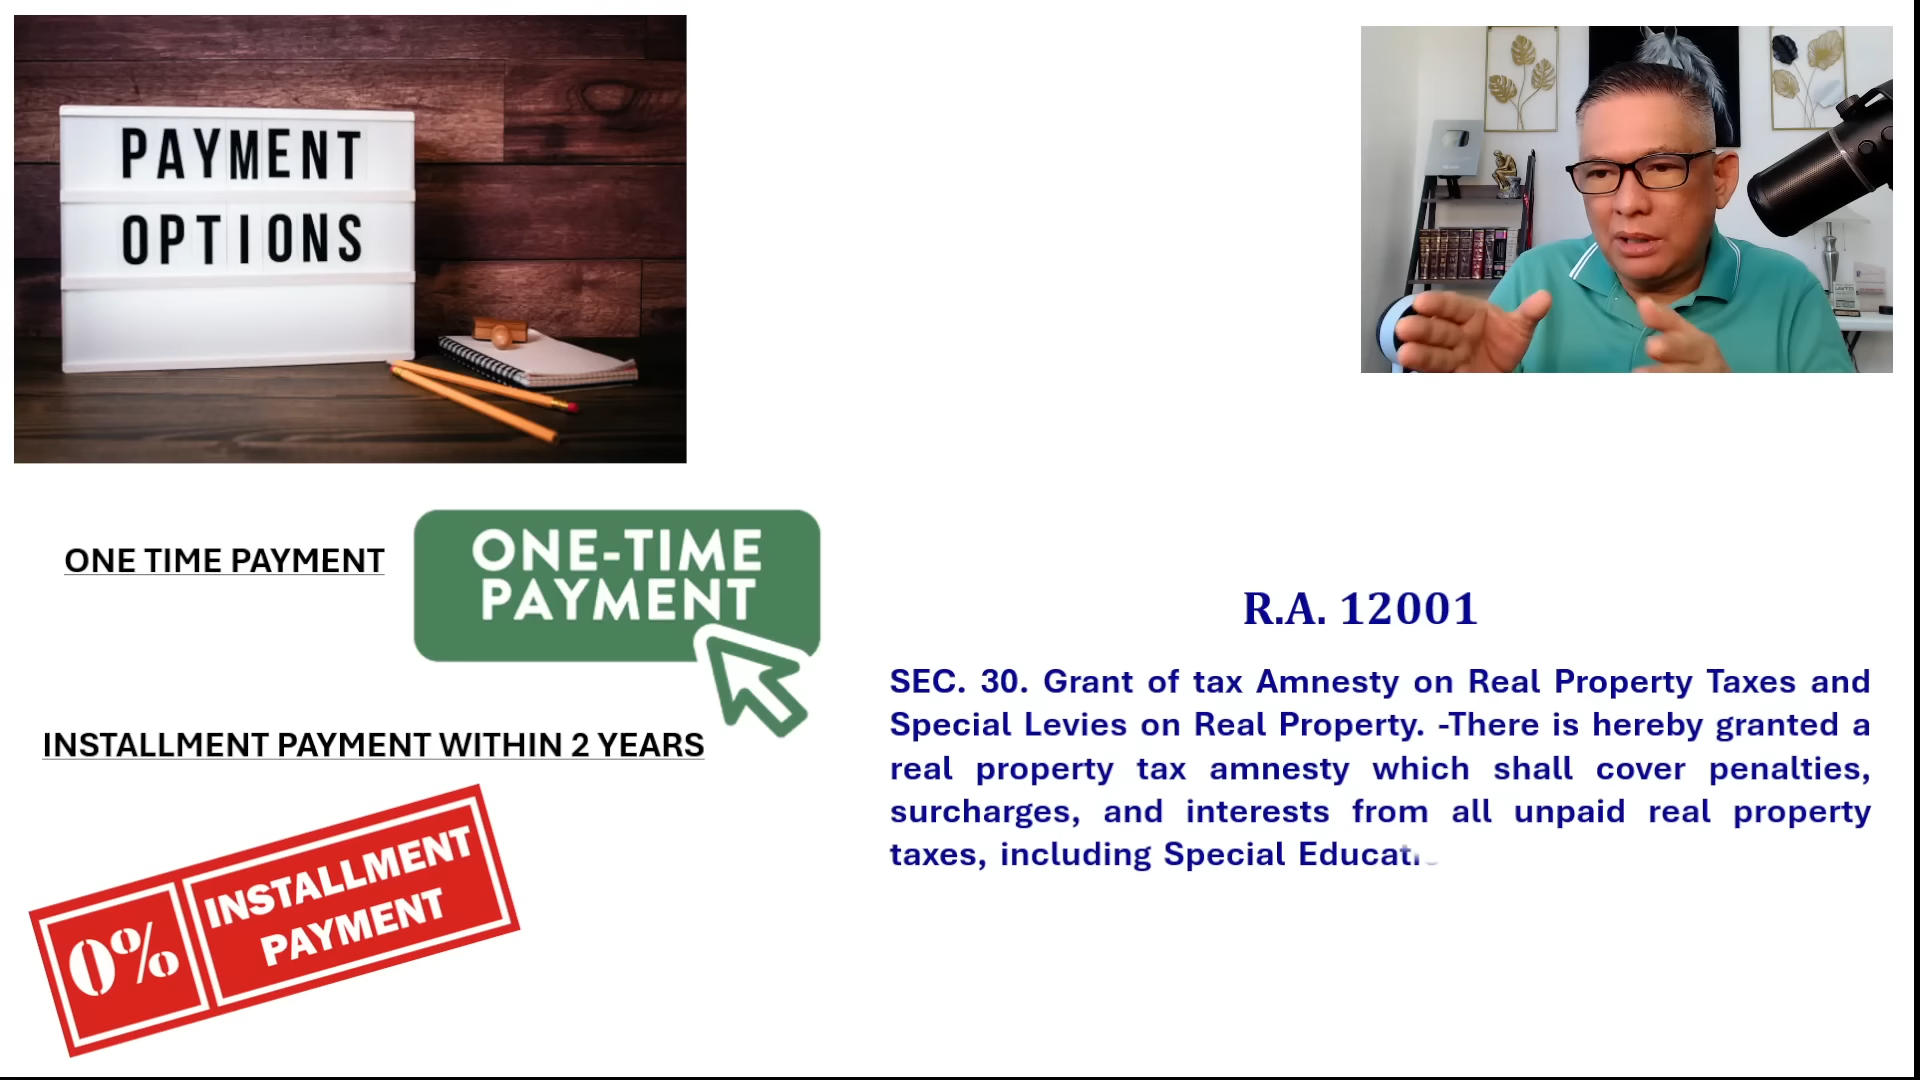 PAYMENT
OPTIONS
ONE TIME PAYMENT
ONE-TIME
PAYMENT
INSTALLMENT PAYMENT WITHIN 2 YEARS
0%
INSTALLMENT
PAYMENT
R.A. 12001
SEC. 30. Grant of tax Amnesty on Real Property Taxes and
Special Levies on Real Property. -There is hereby granted a
real property tax amnesty which shall cover penalties,
surcharges, and interests from all unpaid real property
taxes, including Special